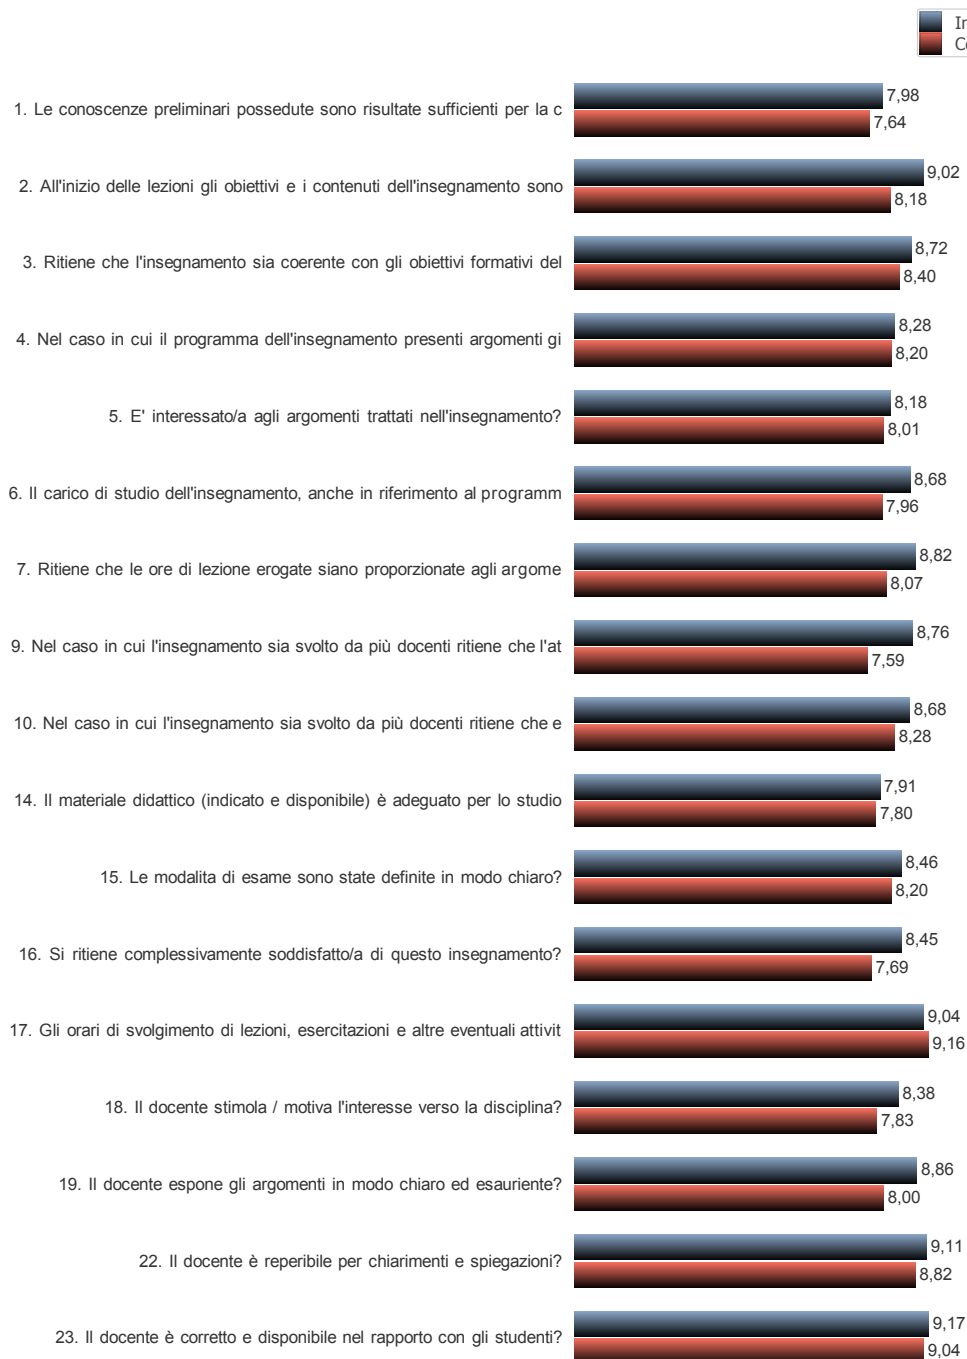 In
Co
1. Le conoscenze preliminari possedute sono risultate sufficienti per la c
7,98
7,64
2. All'inizio delle lezioni gli obiettivi e i contenuti dell'insegnamento sono
9,02
8,18
3. Ritiene che l'insegnamento sia coerente con gli obiettivi formativi del
8,72
8,40
4. Nel caso in cui il programma dell'insegnamento presenti argomenti gi
8,28
8,20
5. E' interessato/a agli argomenti trattati nell'insegnamento?
8,18
8,01
6. Il carico di studio dell'insegnamento, anche in riferimento al programm
8,68
7,96
7. Ritiene che le ore di lezione erogate siano proporzionate agli argome
8,82
8,07
9. Nel caso in cui l'insegnamento sia svolto da più docenti ritiene che l'at
8,76
7,59
10. Nel caso in cui l'insegnamento sia svolto da più docenti ritiene che e
8,68
8,28
14. Il materiale didattico (indicato e disponibile) è adeguato per lo studio
7,91
7,80
15. Le modalita di esame sono state definite in modo chiaro?
8,46
8,20
16. Si ritiene complessivamente soddisfatto/a di questo insegnamento?
8,45
7,69
17. Gli orari di svolgimento di lezioni, esercitazioni e altre eventuali attivit
9,04
9,16
18. Il docente stimola / motiva l'interesse verso la disciplina?
8,38
7,83
19. Il docente espone gli argomenti in modo chiaro ed esauriente?
8,86
8,00
22. Il docente è reperibile per chiarimenti e spiegazioni?
9,11
8,82
23. Il docente è corretto e disponibile nel rapporto con gli studenti?
9,17
9,04